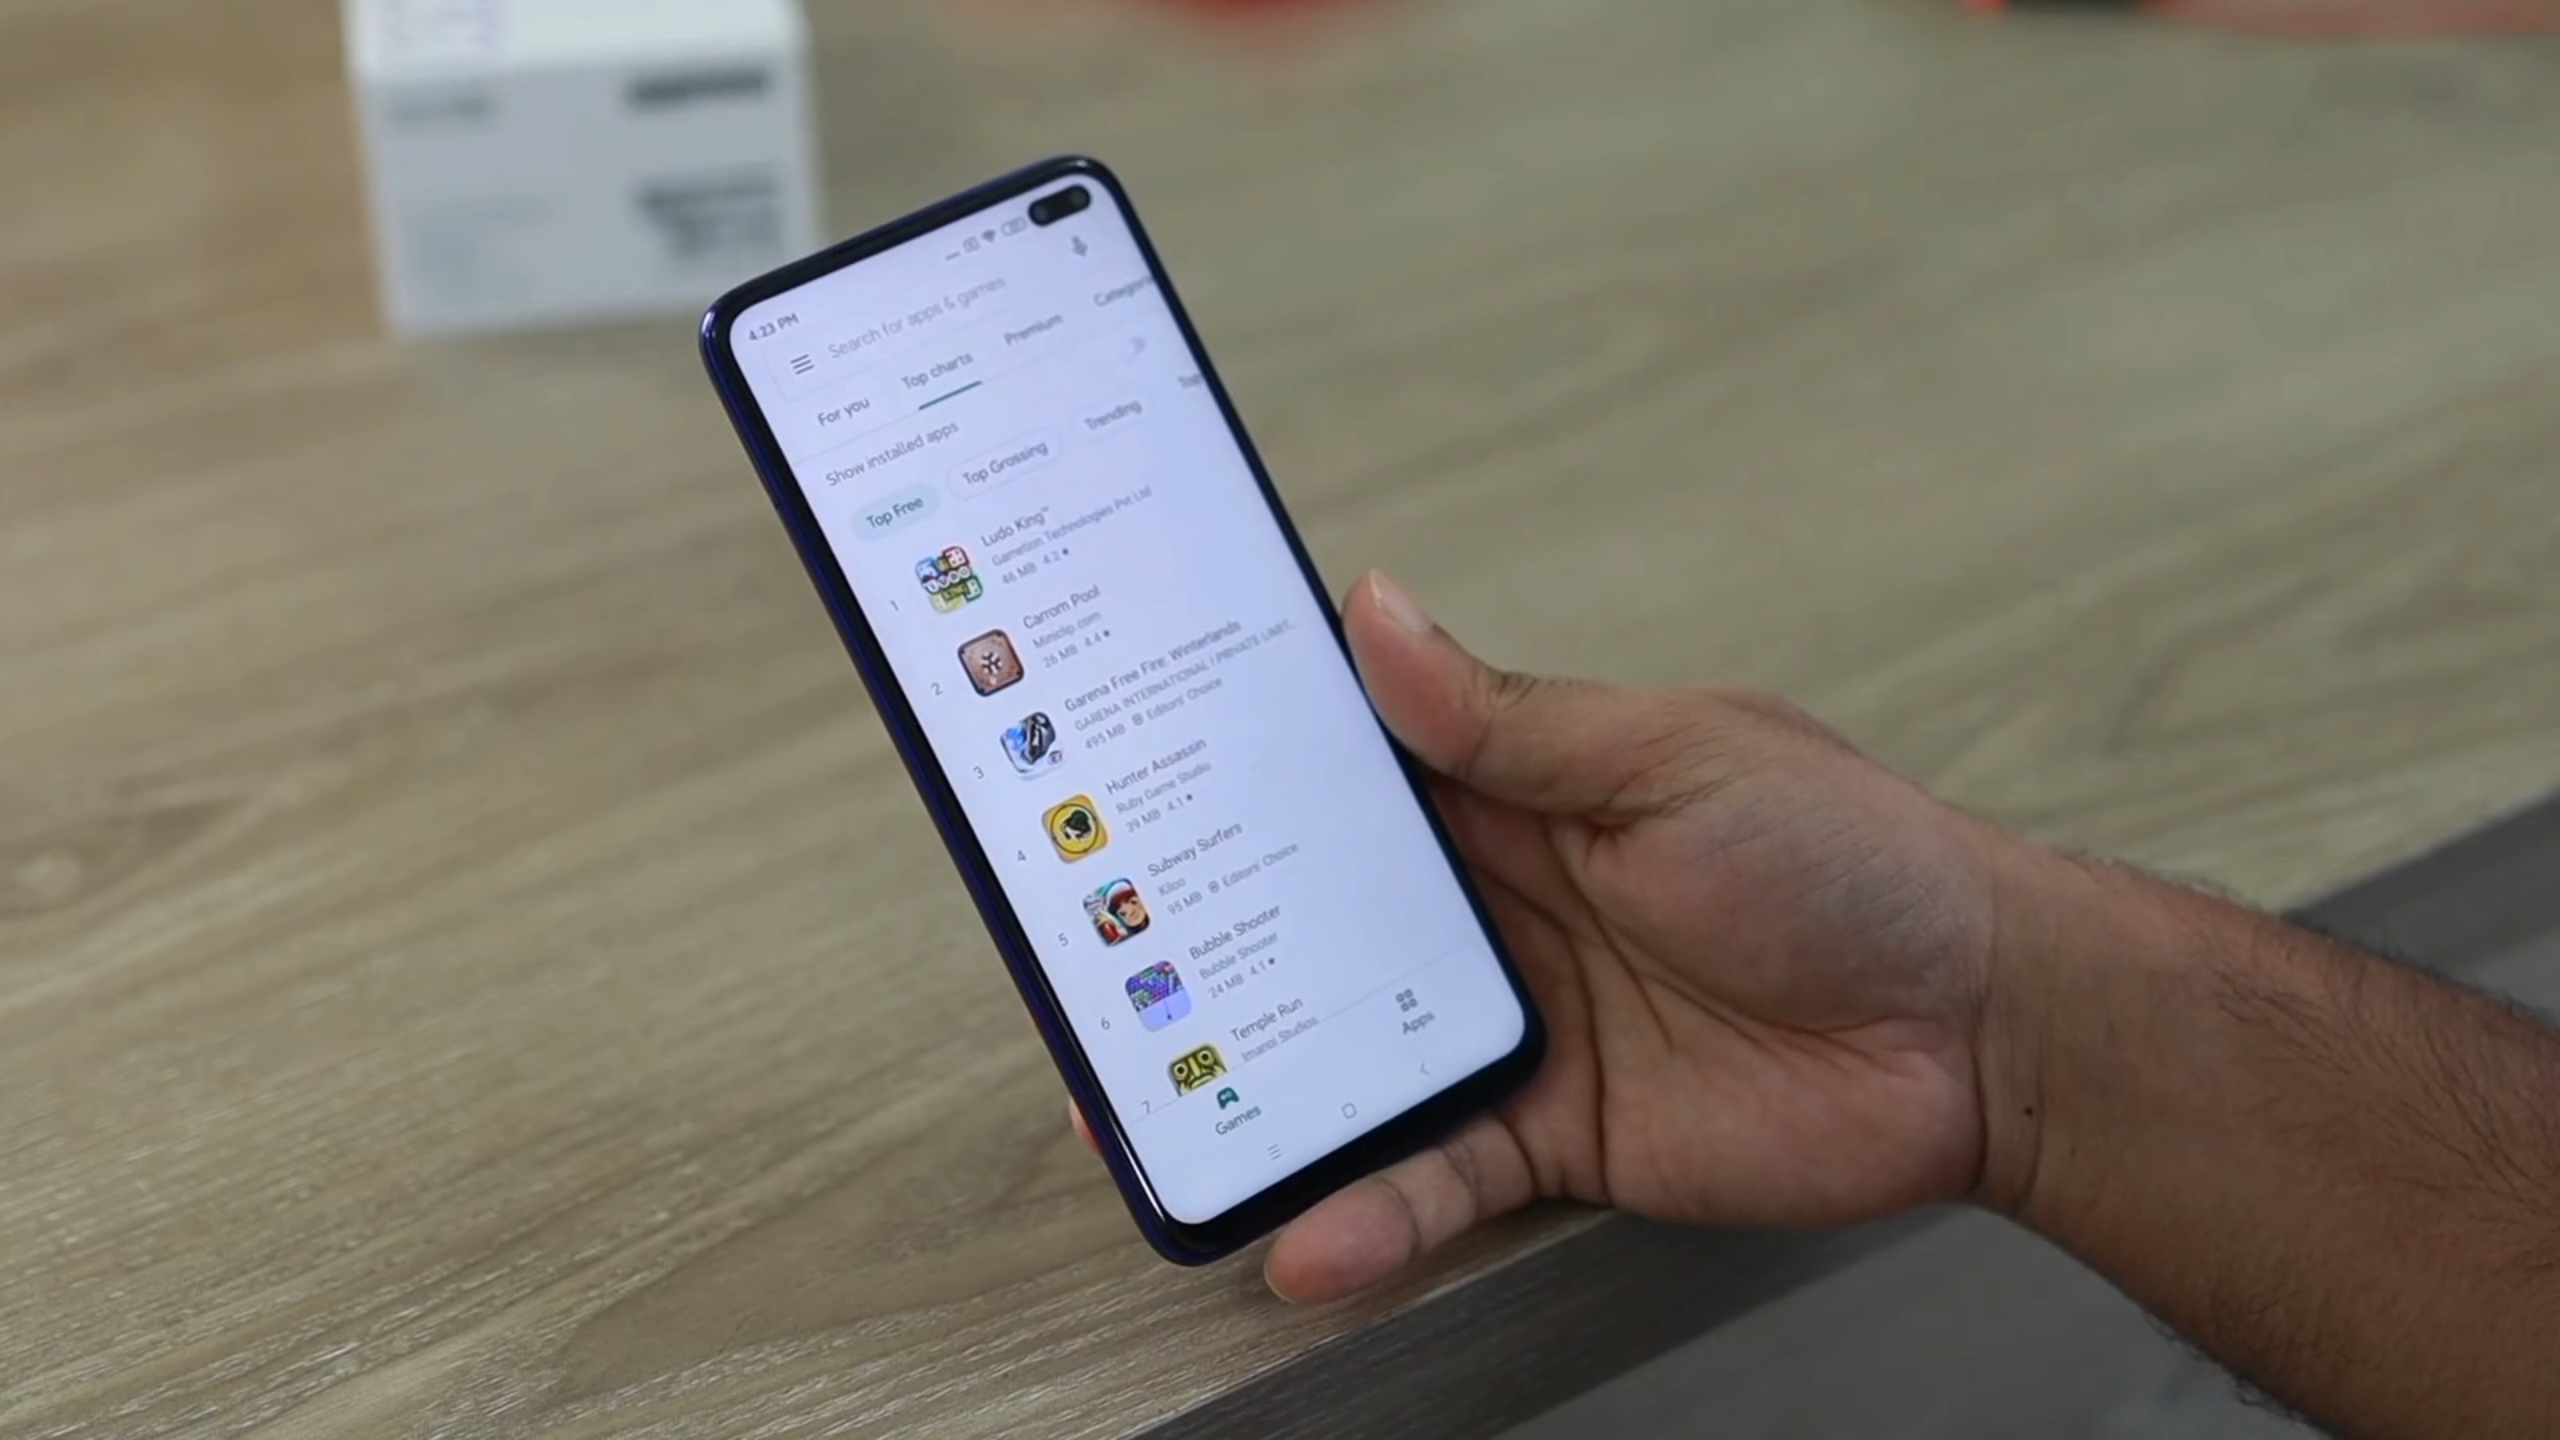 4:23 PM
Search for apps & games
For you
Top charts
Premium
Show installed apps
Top Free
Top Grossing
Trending
1
Ludo King™
Gametion Technologies Pvt Ltd
46 MB 4.2★
2
Carrom Pool
Miniclip.com
26 MB 4.4★
3
Garena Free Fire: Winterlands
GARENA INTERNATIONAL I PRIVATE LIMIT...
495 MB Editors' Choice
4
Hunter Assassin
Ruby Game Studio
39 MB 4.1★
5
Subway Surfers
Kiloo
95 MB Editors' Choice
6
Bubble Shooter
Bubble Shooter
24 MB 4.1★
7
Temple Run
Imangi Studios
Games
Apps